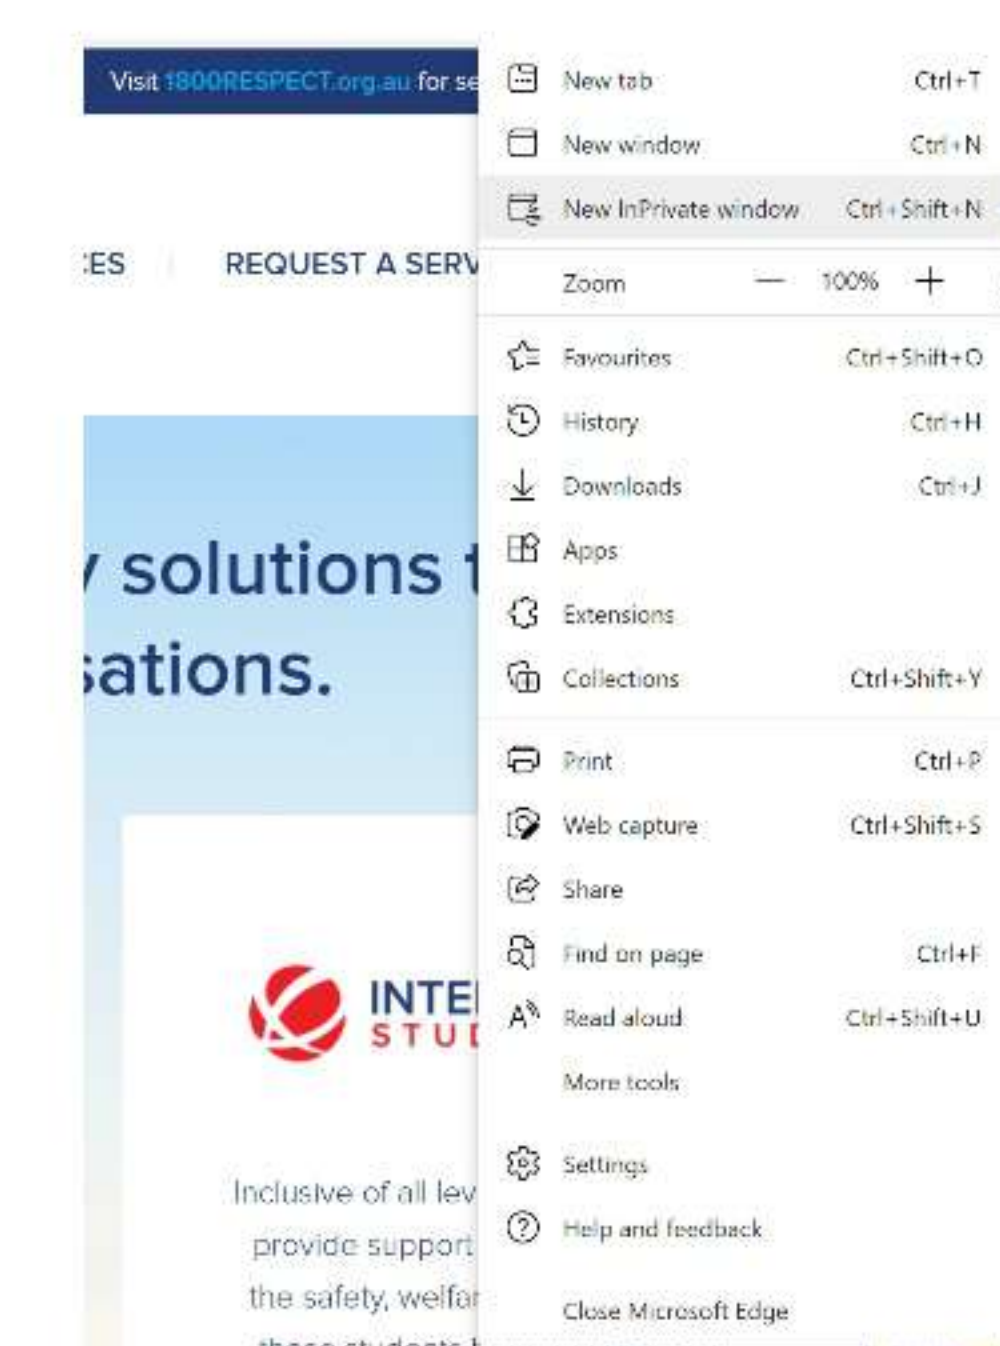 Visit 1800RESPECT.org.au for se
ES
REQUEST A SERV
solutions t
sations.
INTE
STU
Inclusive of all lev
provide support
the safety, welfar
these students
New tab Ctrl+T
New window Ctrl+N
New InPrivate window Ctrl+Shift+N
Zoom — 100% +
Favourites Ctrl+Shift+O
History Ctrl+H
Downloads Ctrl+J
Apps
Extensions
Collections Ctrl+Shift+Y
Print Ctrl+P
Web capture Ctrl+Shift+S
Share
Find on page Ctrl+F
Read aloud Ctrl+Shift+U
More tools
Settings
Help and feedback
Close Microsoft Edge